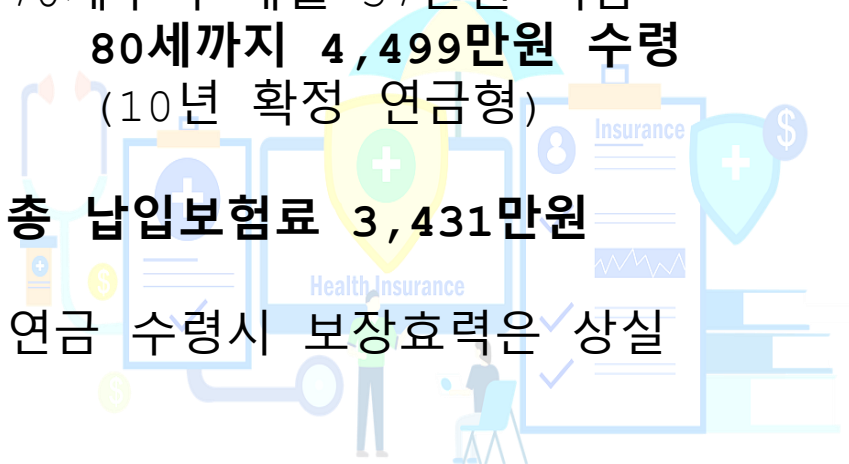 80세까지 4,499만원 수령
(10년 확정 연금형)
Insurance
총 납입보험료 3,431만원
Health Insurance
연금 수령시 보장효력은 상실